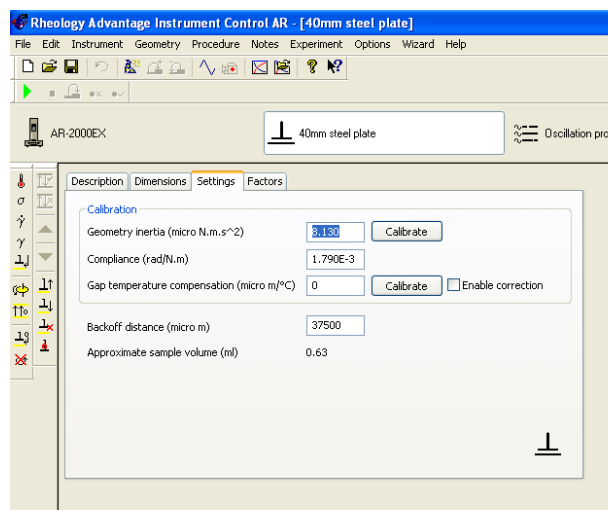 Rheology Advantage Instrument Control AR - [40mm steel plate]
File Edit Instrument Geometry Procedure Notes Experiment Options Wizard Help
AR-2000EX
40mm steel plate
Oscillation pro
Description Dimensions Settings Factors
Calibration
Geometry inertia (micro N.m.s^2) 8.130 Calibrate
Compliance (rad/N.m) 1.790E-3
Gap temperature compensation (micro m/°C) 0 Calibrate Enable correction
Backoff distance (micro m) 37500
Approximate sample volume (ml) 0.63